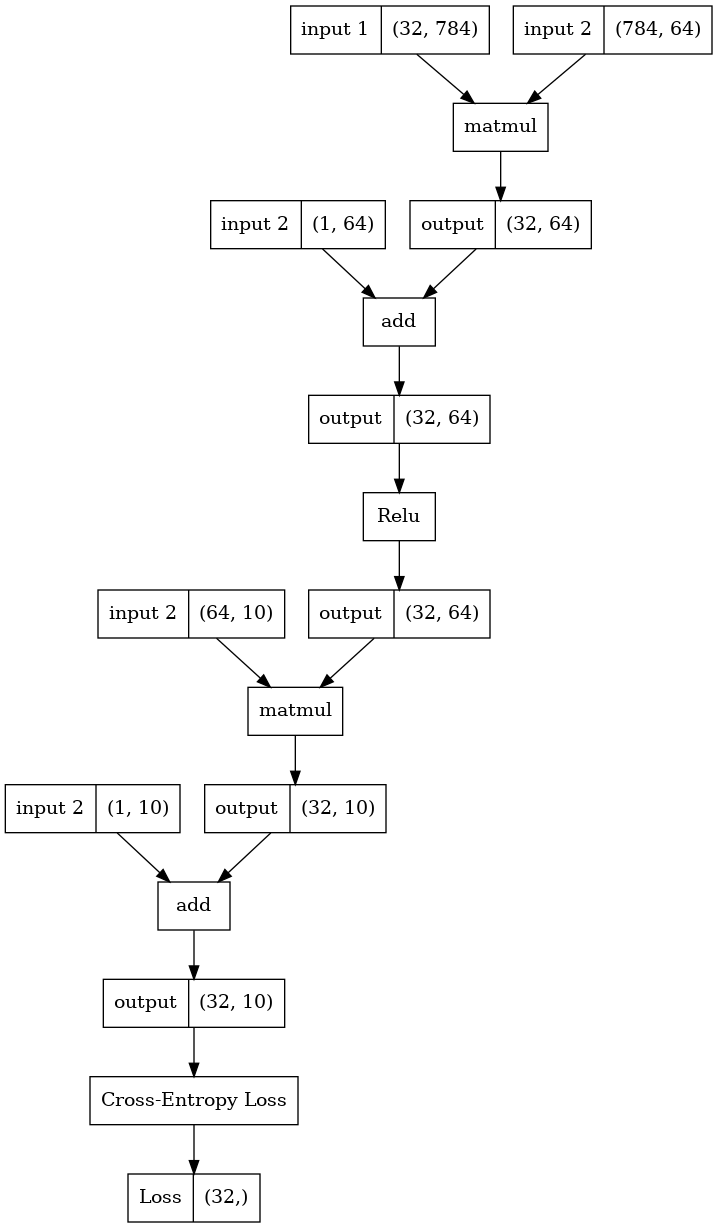 input 1 (32, 784) input 2 (784, 64)
matmul
input 2 (1, 64) output (32, 64)
add
output (32, 64)
Relu
input 2 (64, 10) output (32, 64)
matmul
input 2 (1, 10) output (32, 10)
add
output (32, 10)
Cross-Entropy Loss
Loss (32,)